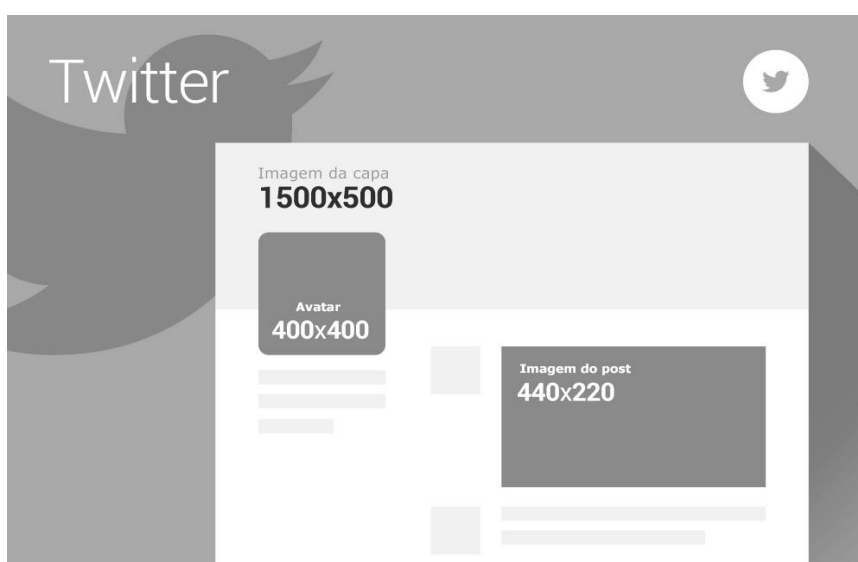 Twitter
Imagem da capa
1500x500
Avatar
400x400
Imagem do post
440x220